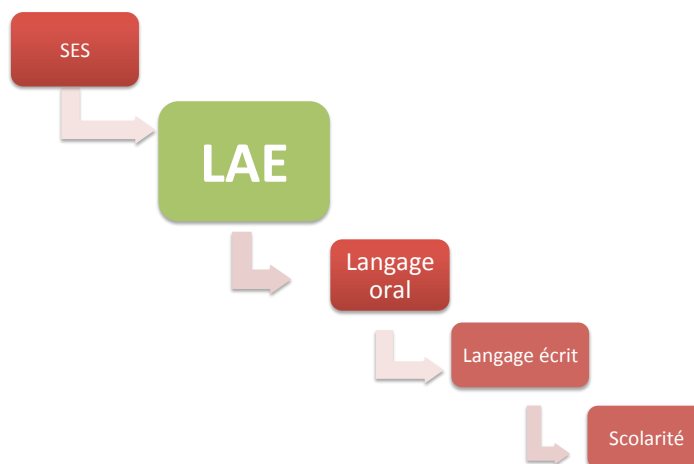 SES
LAE
Langage
oral
Langage écrit
Scolarité